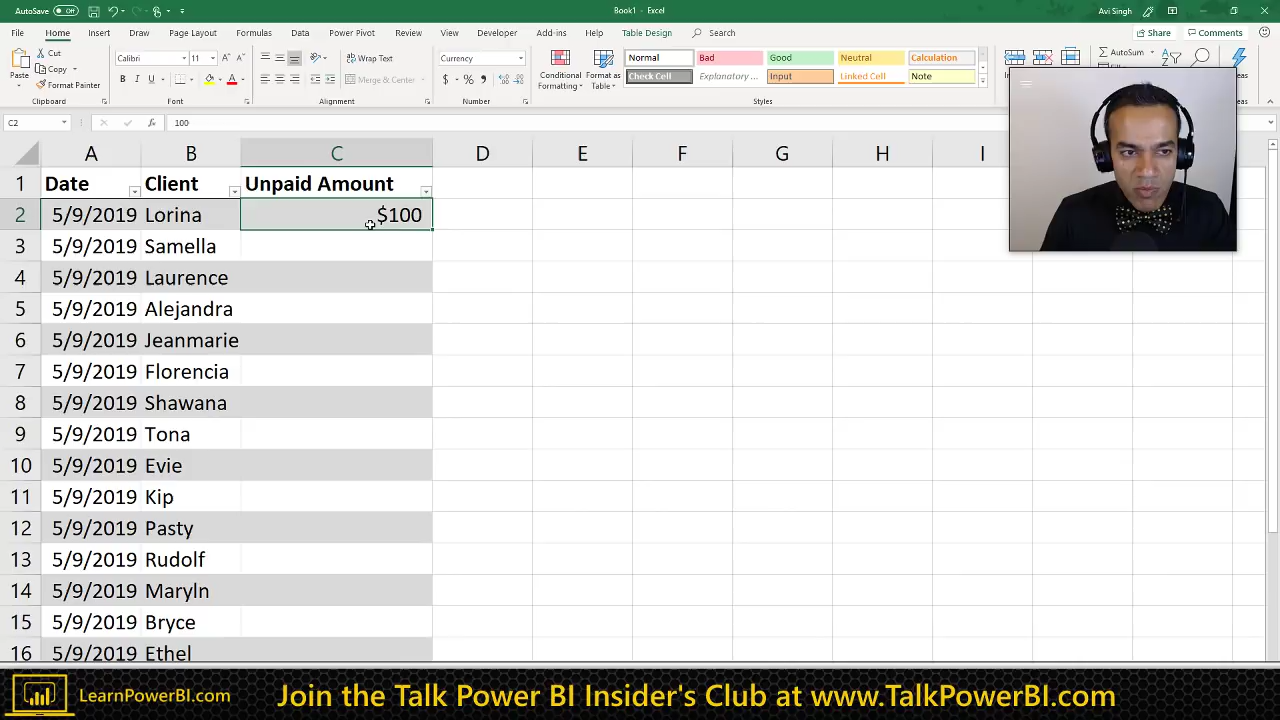 AutoSave Off
Book1 - Excel
Avi Singh
File Home Insert Draw Page Layout Formulas Data Power Pivot Review View Developer Add-ins Help Table Design Search Share Comments
Paste
Cut
Copy
Format Painter
Clipboard
Calibri 11
B I U
Font
Wrap Text
Merge & Center
Alignment
Currency
$ % ,
Number
Conditional Formatting
Format as Table
Normal Bad Good Neutral Calculation
Check Cell Explanatory ... Input Linked Cell Note
Styles
AutoSum
C2 fx 100
A B C D E F G H I
1 Date Client Unpaid Amount
2 5/9/2019 Lorina $100
3 5/9/2019 Samella
4 5/9/2019 Laurence
5 5/9/2019 Alejandra
6 5/9/2019 Jeanmarie
7 5/9/2019 Florencia
8 5/9/2019 Shawana
9 5/9/2019 Tona
10 5/9/2019 Evie
11 5/9/2019 Kip
12 5/9/2019 Pasty
13 5/9/2019 Rudolf
14 5/9/2019 Maryln
15 5/9/2019 Bryce
16 5/9/2019 Ethel
LearnPowerBI.com Join the Talk Power BI Insider's Club at www.TalkPowerBI.com